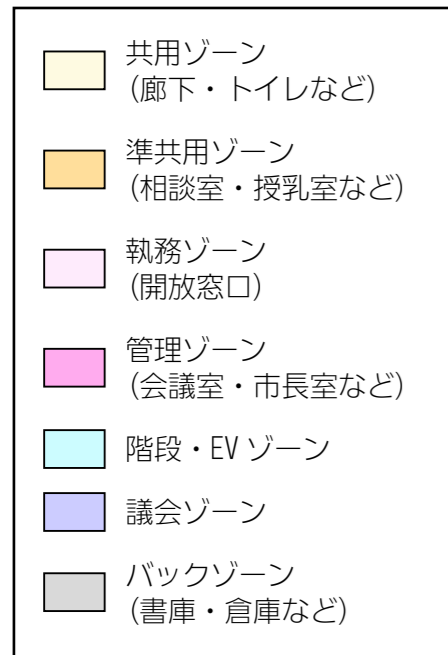 共用ゾーン
(廊下・トイレなど)
準共用ゾーン
(相談室・授乳室など)
執務ゾーン
(開放窓口)
管理ゾーン
(会議室・市長室など)
階段・EV ゾーン
議会ゾーン
バックゾーン
(書庫・倉庫など)